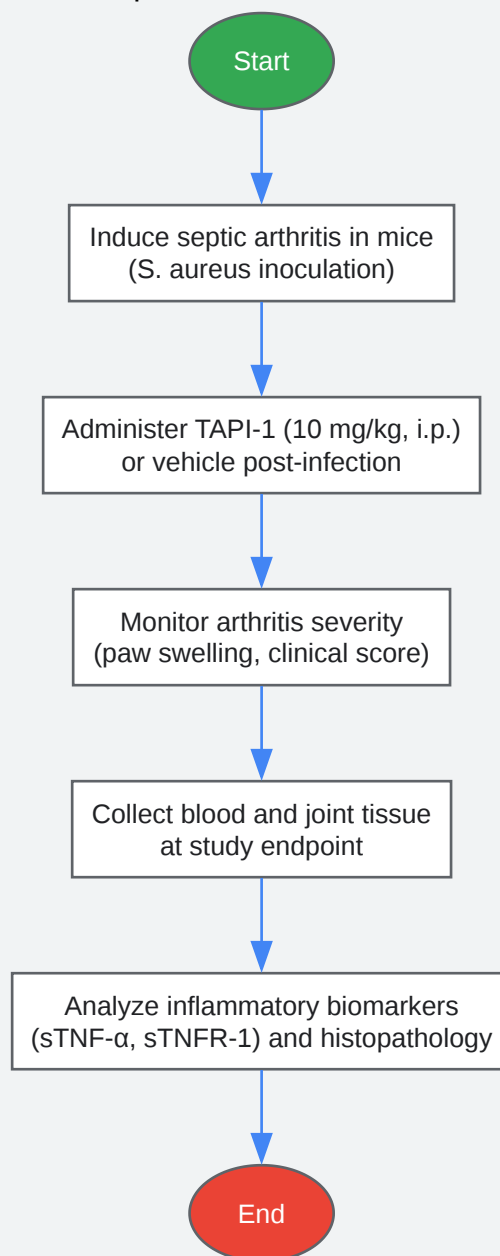 Start
Induce septic arthritis in mice
(S. aureus inoculation)
Administer TAPI-1 (10 mg/kg, i.p.)
or vehicle post-infection
Monitor arthritis severity
(paw swelling, clinical score)
Collect blood and joint tissue
at study endpoint
Analyze inflammatory biomarkers
(sTNF-α, sTNFR-1) and histopathology
End